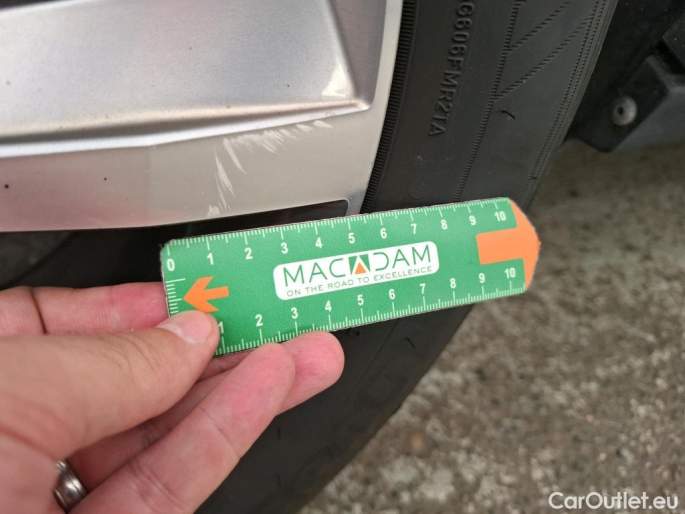 G606FMR21A
0 1 2 3 4 5 6 7 8 9 10
MACADAM
ON THE ROAD TO EXCELLENCE
1 2 3 4 5 6 7 8 9 10
CarOutlet.eu